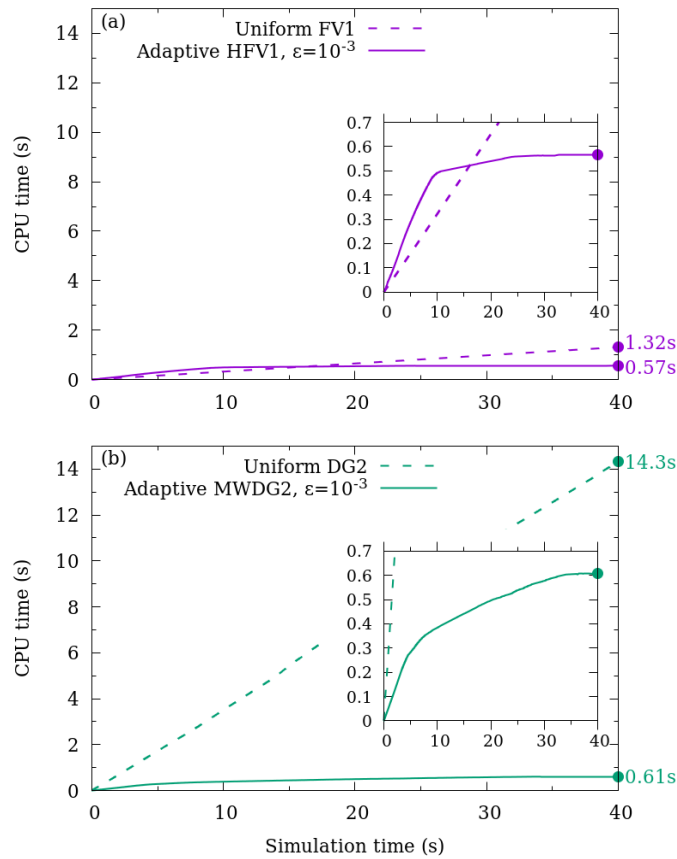 (a)
Uniform FV1
Adaptive HFV1, ε=10⁻³
14
12
10
8
6
4
2
0
CPU time (s)
0.7
0.6
0.5
0.4
0.3
0.2
0.1
0
0 10 20 30 40
1.32s
0.57s
0 10 20 30 40
(b)
Uniform DG2
Adaptive MWDG2, ε=10⁻³
14
12
10
8
6
4
2
0
CPU time (s)
14.3s
0.7
0.6
0.5
0.4
0.3
0.2
0.1
0
0 10 20 30 40
0.61s
0 10 20 30 40
Simulation time (s)